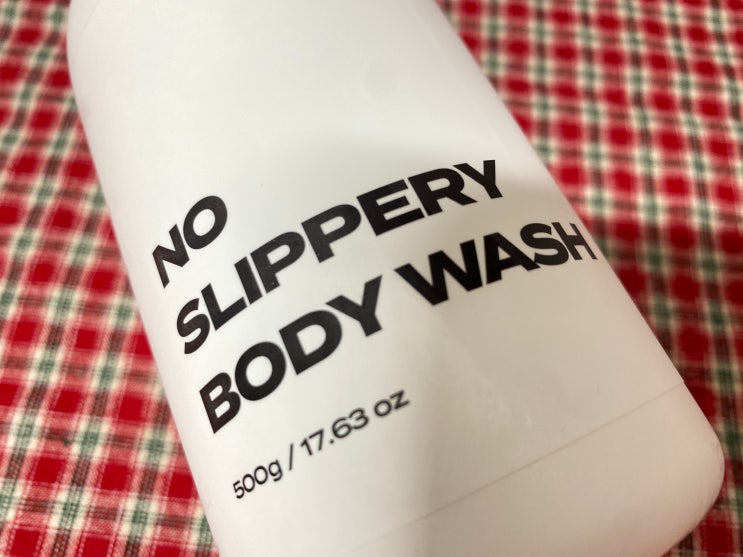 NO
SLIPPERY
BODY WASH
500g / 17.63 oz